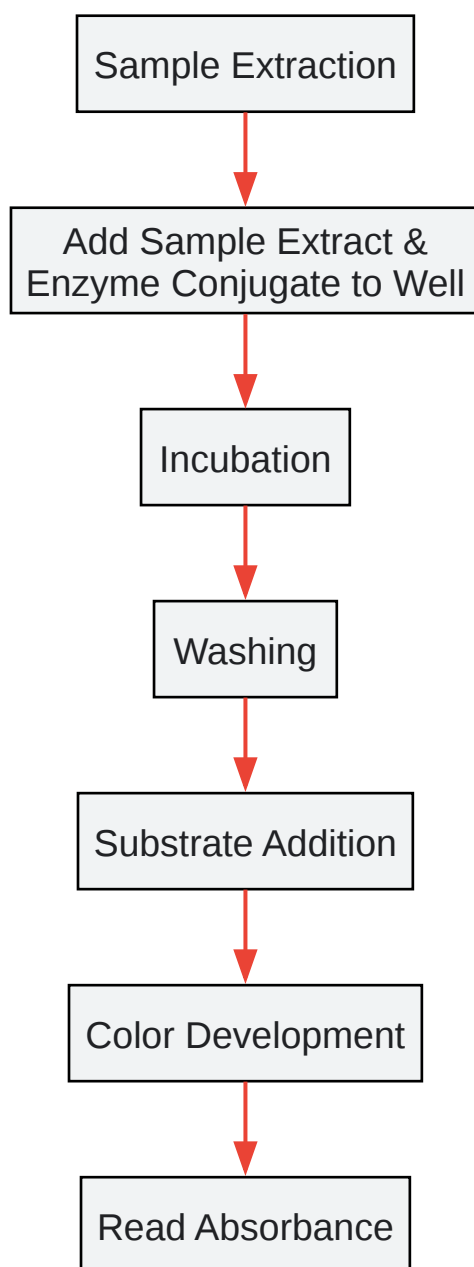 Sample Extraction
Add Sample Extract &
Enzyme Conjugate to Well
Incubation
Washing
Substrate Addition
Color Development
Read Absorbance